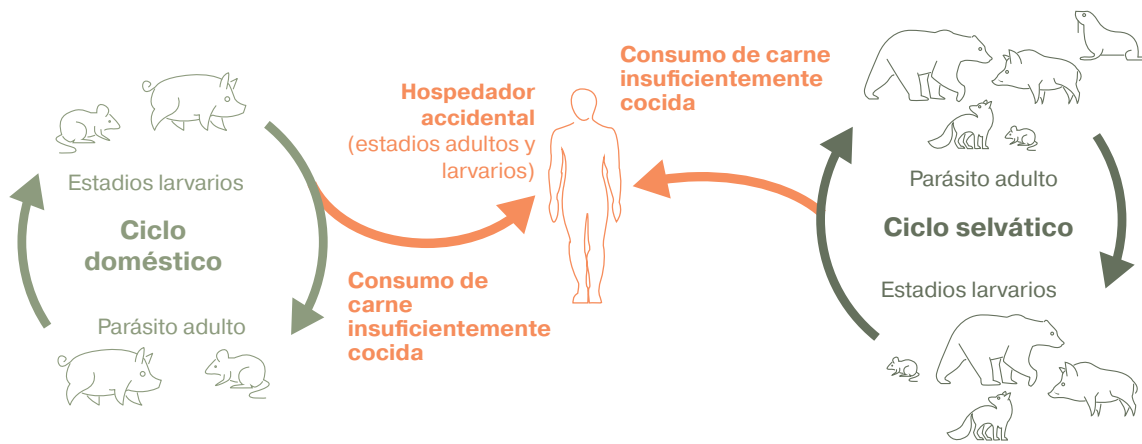 Estadios larvarios
Ciclo
doméstico
Parásito adulto
Hospedador
accidental
(estadios adultos y
larvarios)
Consumo de
carne
insuficientemente
cocida
Consumo de carne
insuficientemente
cocida
Parásito adulto
Ciclo selvático
Estadios larvarios